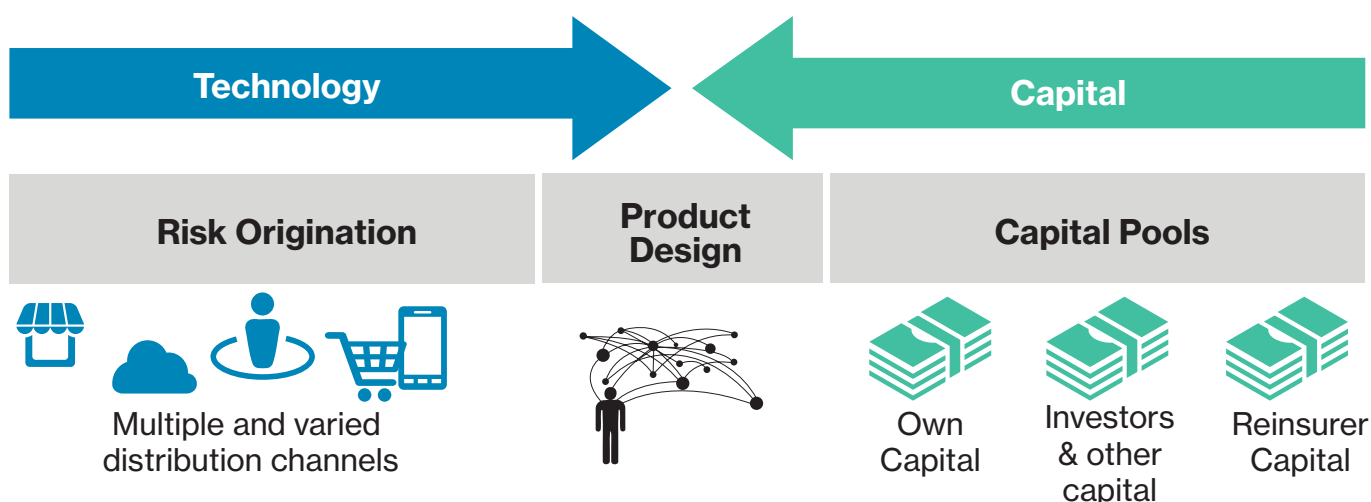 Technology
Capital
Risk Origination
Product
Design
Capital Pools
Multiple and varied
distribution channels
Own
Capital
Investors
& other
capital
Reinsurer
Capital